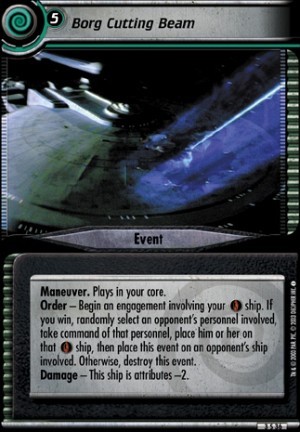 5
Borg Cutting Beam
Event
Maneuver. Plays in your core.
Order – Begin an engagement involving your ship. If
you win, randomly select an opponent's personnel involved,
take command of that personnel, place him or her on
that ship, then place this event on an opponent's ship
involved. Otherwise, destroy this event.
Damage – This ship is attributes –2.